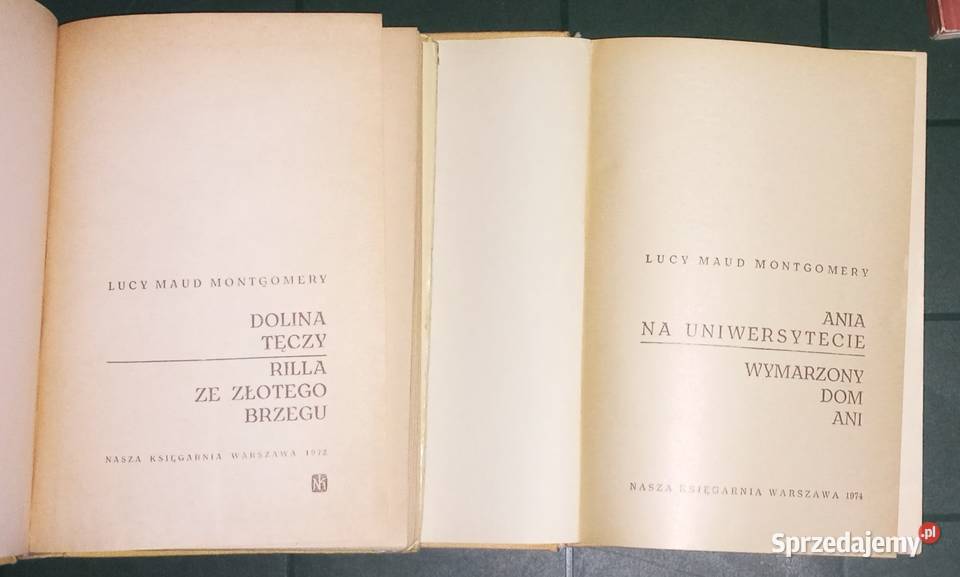 LUCY MAUD MONTGOMERY
DOLINA
TĘCZY
RILLA
ZE ZŁOTEGO
BRZEGU
NASZA KSIĘGARNIA WARSZAWA 1972
NK
LUCY MAUD MONTGOMERY
ANIA
NA UNIWERSYTECIE
WYMARZONY
DOM
ANI
NASZA KSIĘGARNIA WARSZAWA 1974
Sprzedajemy.pl